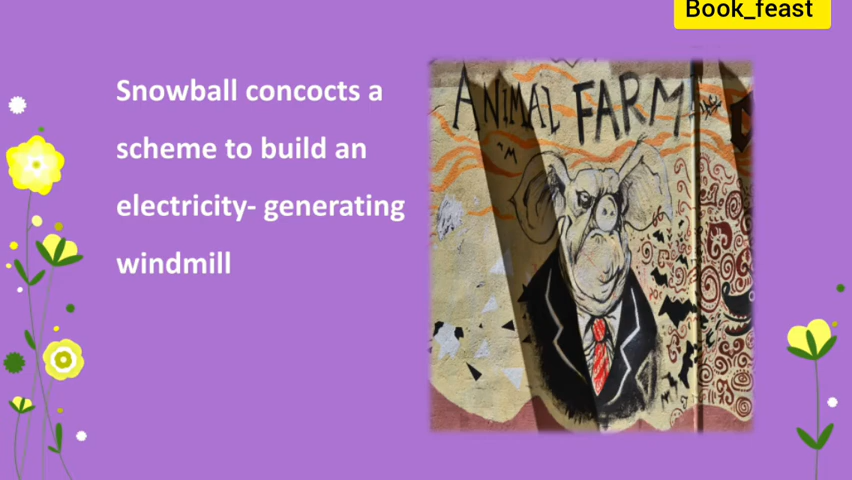 Book_feast
Snowball concocts a
scheme to build an
electricity- generating
windmill
ANIMAL FARM